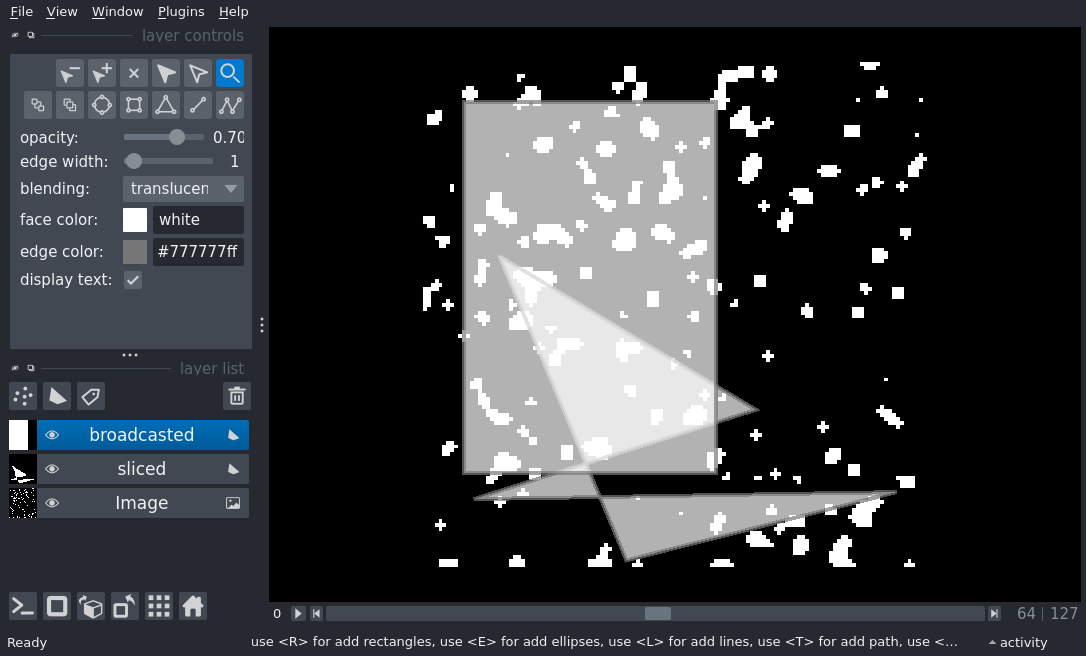 File View Window Plugins Help
layer controls
opacity: 0.70
edge width: 1
blending: translucen
face color: white
edge color: #777777ff
display text:
layer list
broadcasted
sliced
Image
0 64 | 127
Ready use <R> for add rectangles, use <E> for add ellipses, use <L> for add lines, use <T> for add path, use <... activity